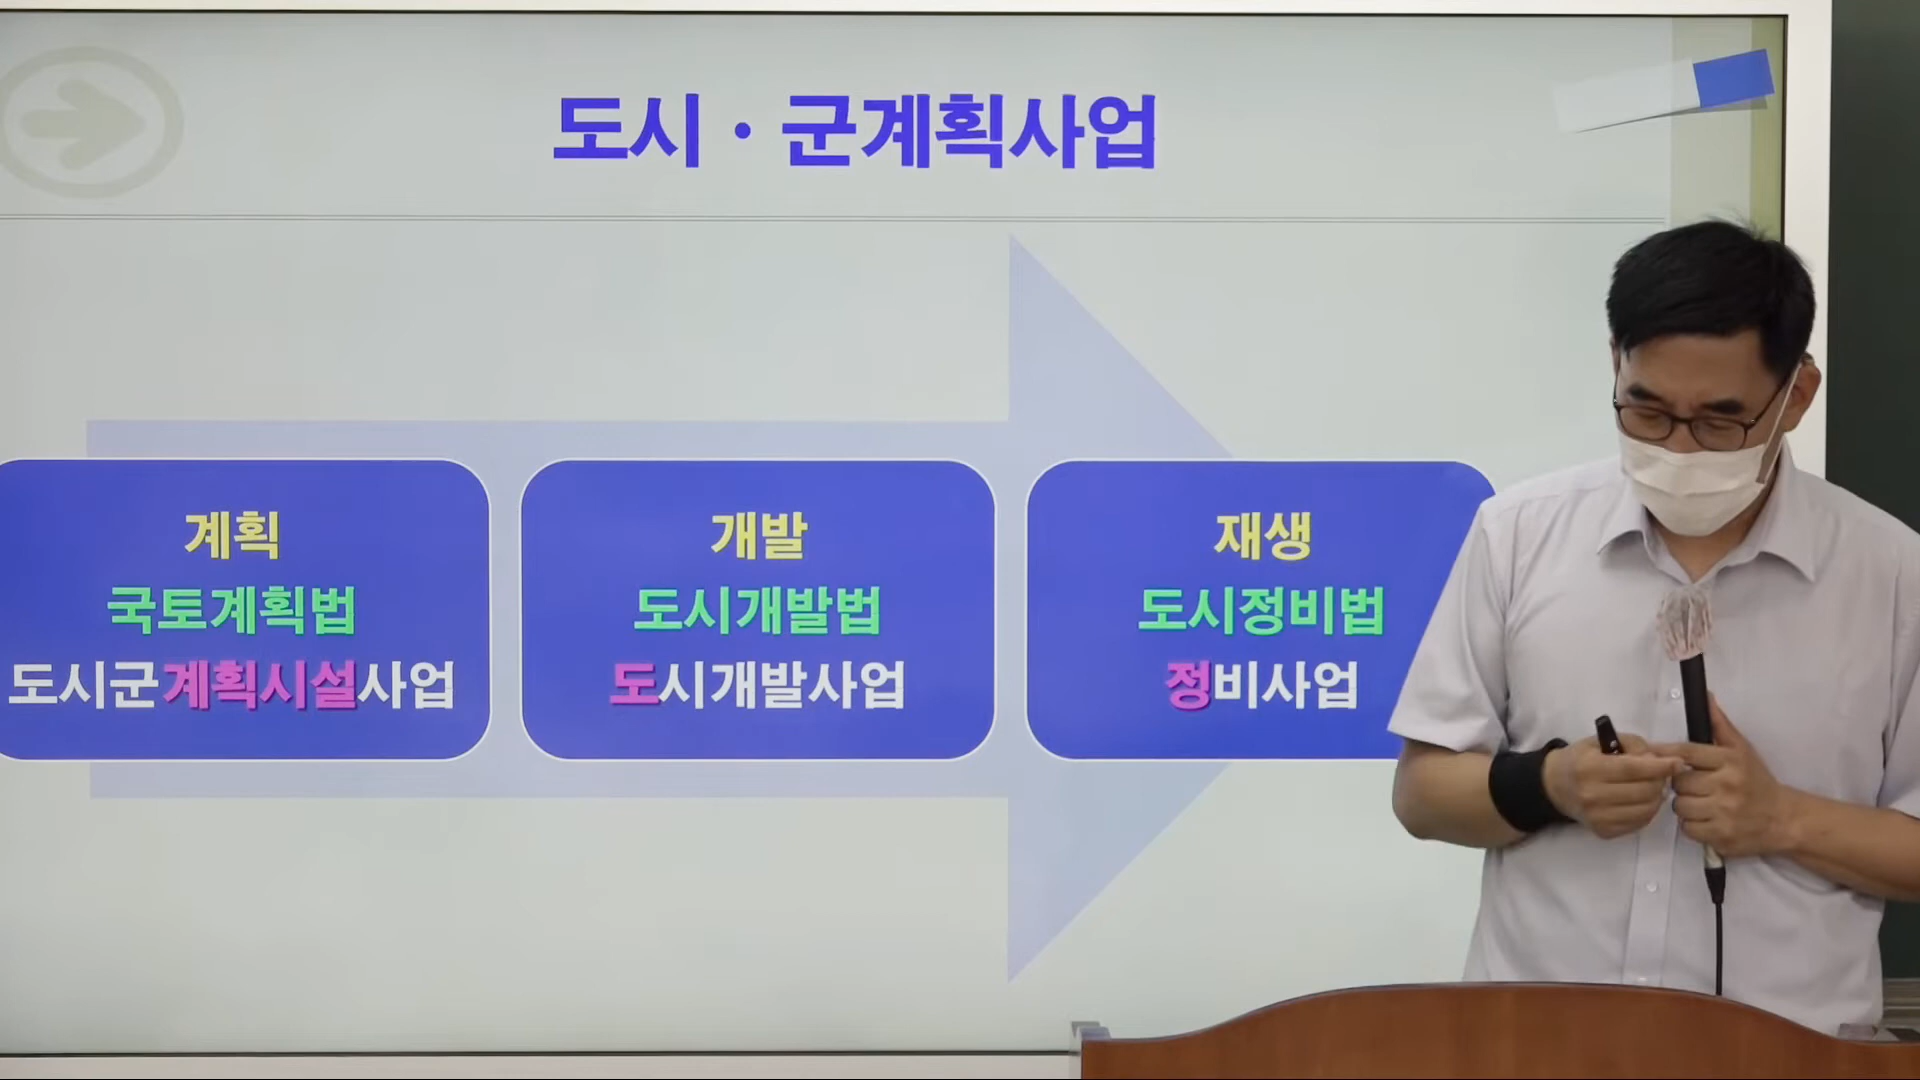 도시·군계획사업
계획
국토계획법
도시군계획시설사업
개발
도시개발법
도시개발사업
재생
도시정비법
정비사업